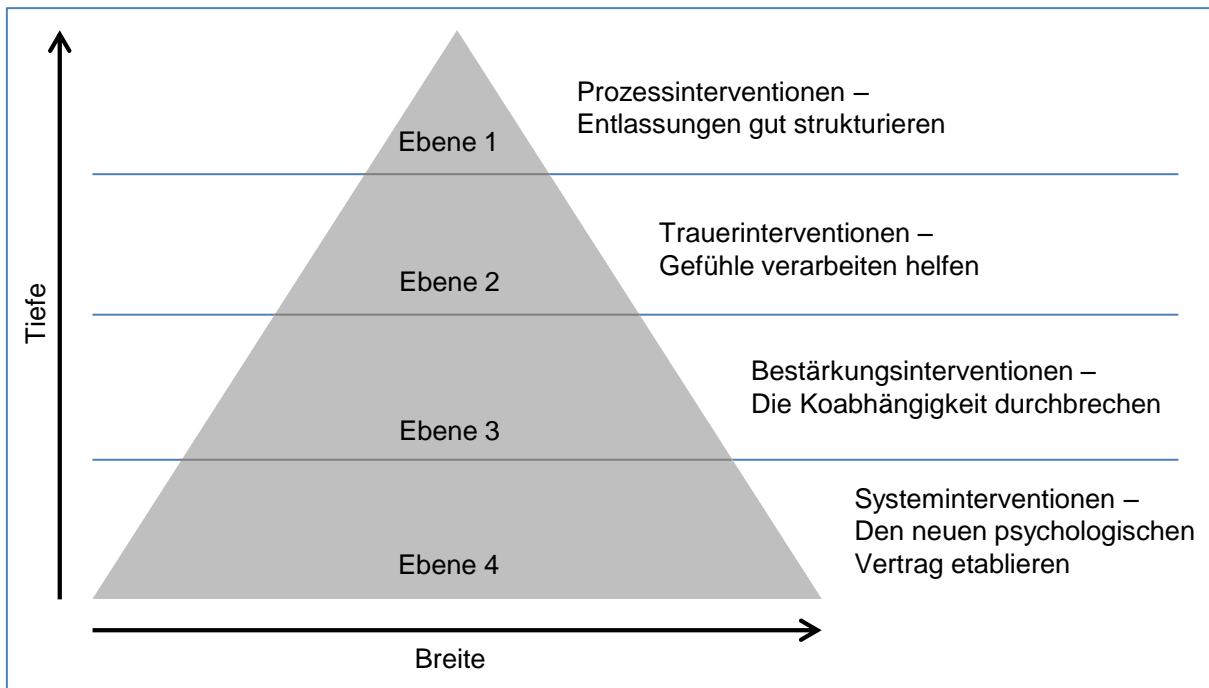 Prozessinterventionen –
Entlassungen gut strukturieren
Ebene 1
Trauerinterventionen –
Gefühle verarbeiten helfen
Ebene 2
Tiefe
Bestärkungsinterventionen –
Die Koabhängigkeit durchbrechen
Ebene 3
Systeminterventionen –
Den neuen psychologischen
Vertrag etablieren
Ebene 4
Breite